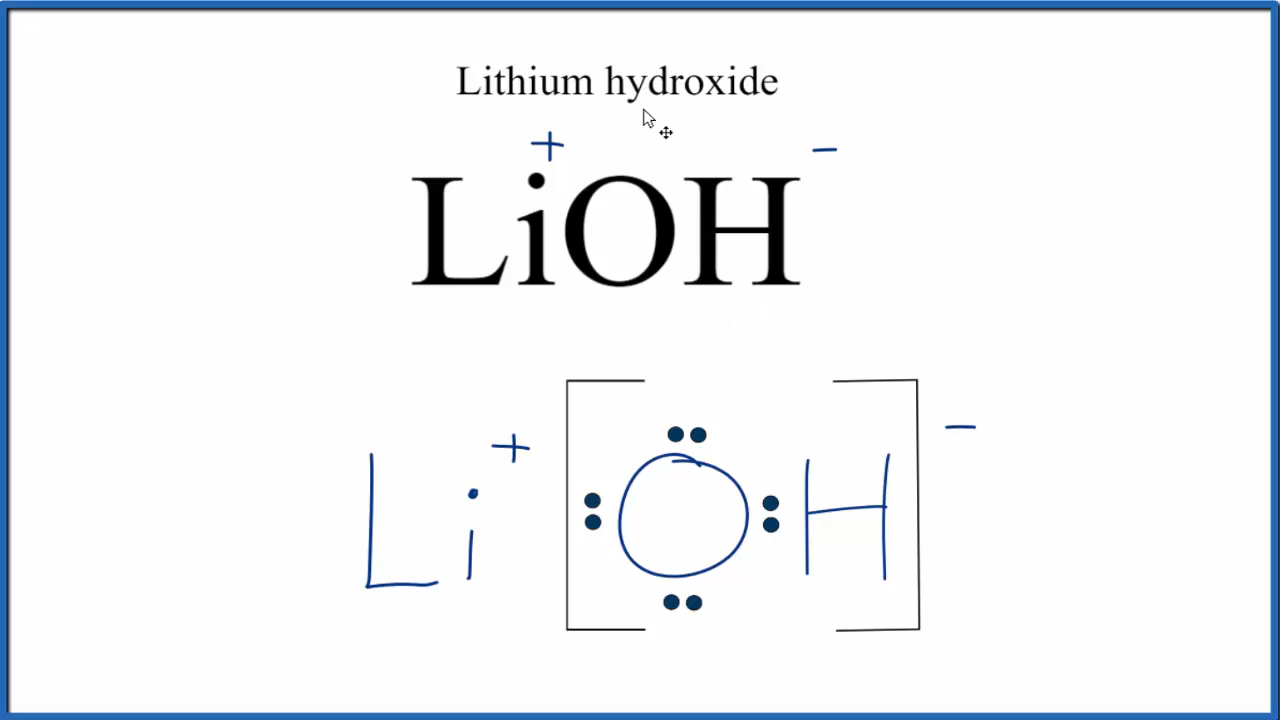 Lithium hydroxide
+ −
LiOH
Li + [ O H ] −